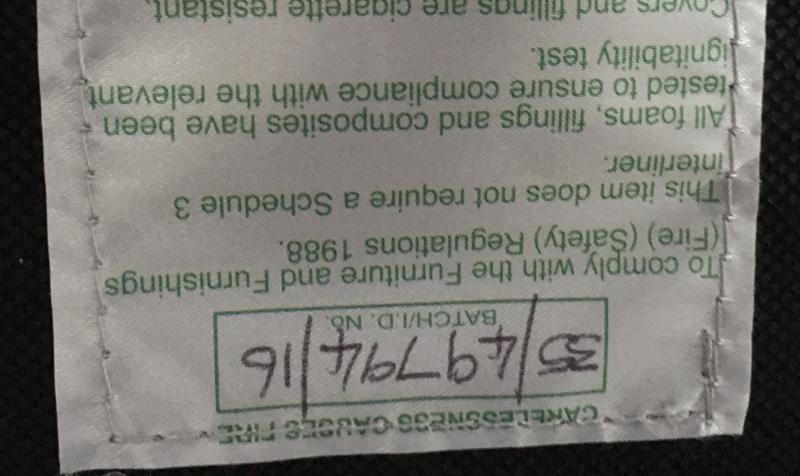 CARELESSNESS CAUSES FIRE
35/49794/16
BATCH/I.D. No.
To comply with the Furniture and Furnishings
(Fire) (Safety) Regulations 1988.
This item does not require a Schedule 3
interliner.
All foams, fillings and composites have been
tested to ensure compliance with the relevant
ignitability test.
Covers and fillings are cigarette resistant.